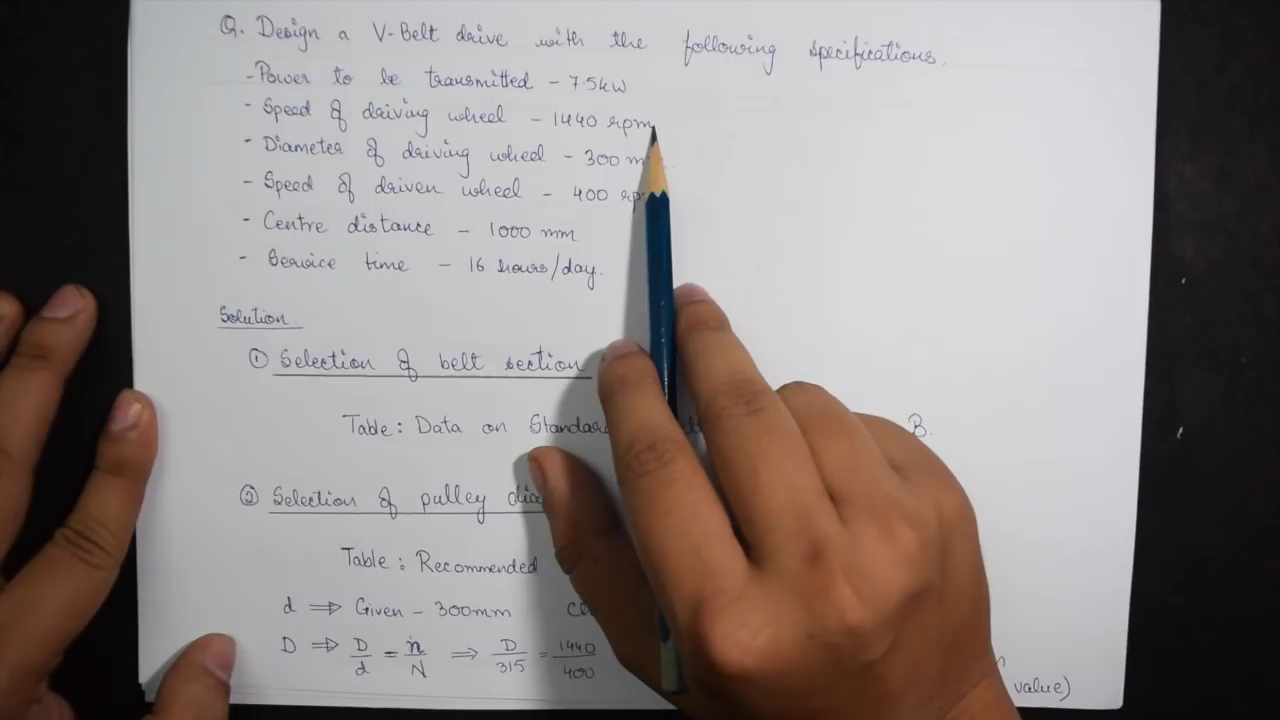 Q. Design a V-Belt drive with the following specifications.
- Power to be transmitted - 7.5kW
- Speed of driving wheel - 1440 rpm
- Diameter of driving wheel - 300 m
- Speed of driven wheel - 400 rp
- Centre distance - 1000 mm
- Service time - 16 hours/day.
Solution
① Selection of belt section
Table: Data on Standard B.
② Selection of pulley
Table: Recommended
d ⇒ Given - 300mm
D ⇒ D/d = n/N ⇒ D/315 = 1440/400 value)